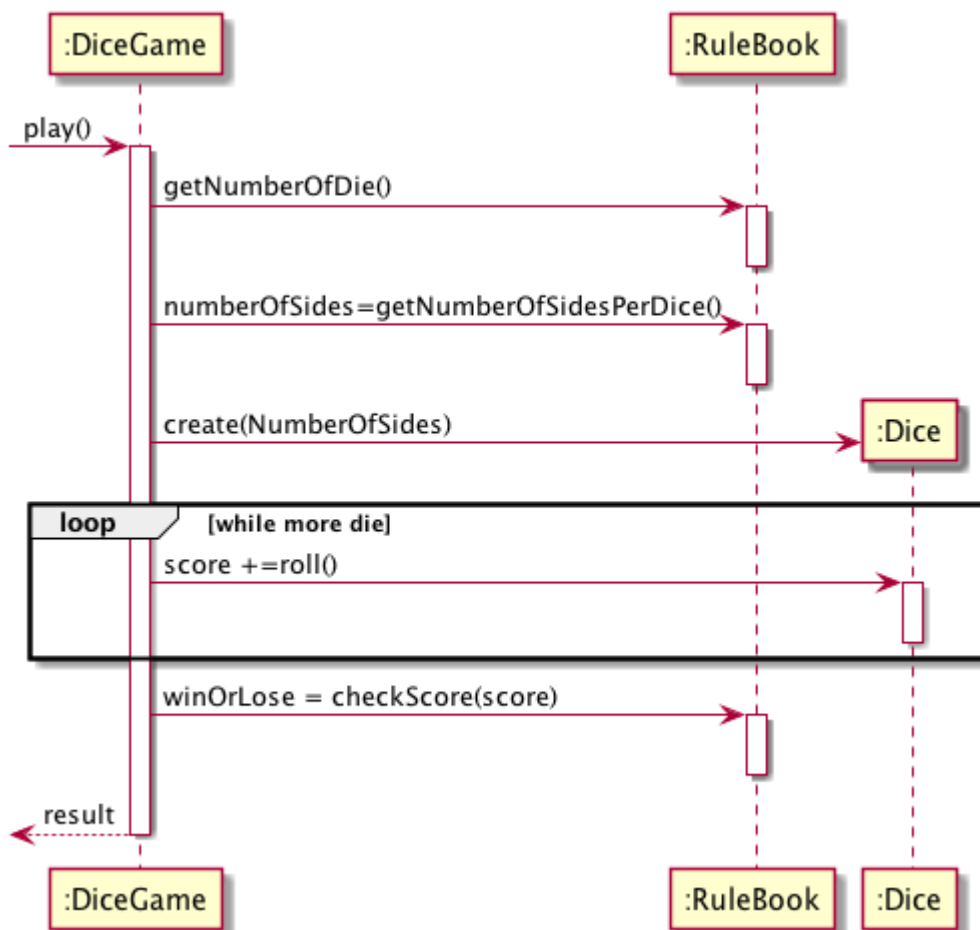 :DiceGame
:RuleBook
play()
getNumberOfDie()
numberOfSides=getNumberOfSidesPerDice()
create(NumberOfSides)
:Dice
loop
[while more die]
score +=roll()
winOrLose = checkScore(score)
result
:DiceGame
:RuleBook
:Dice